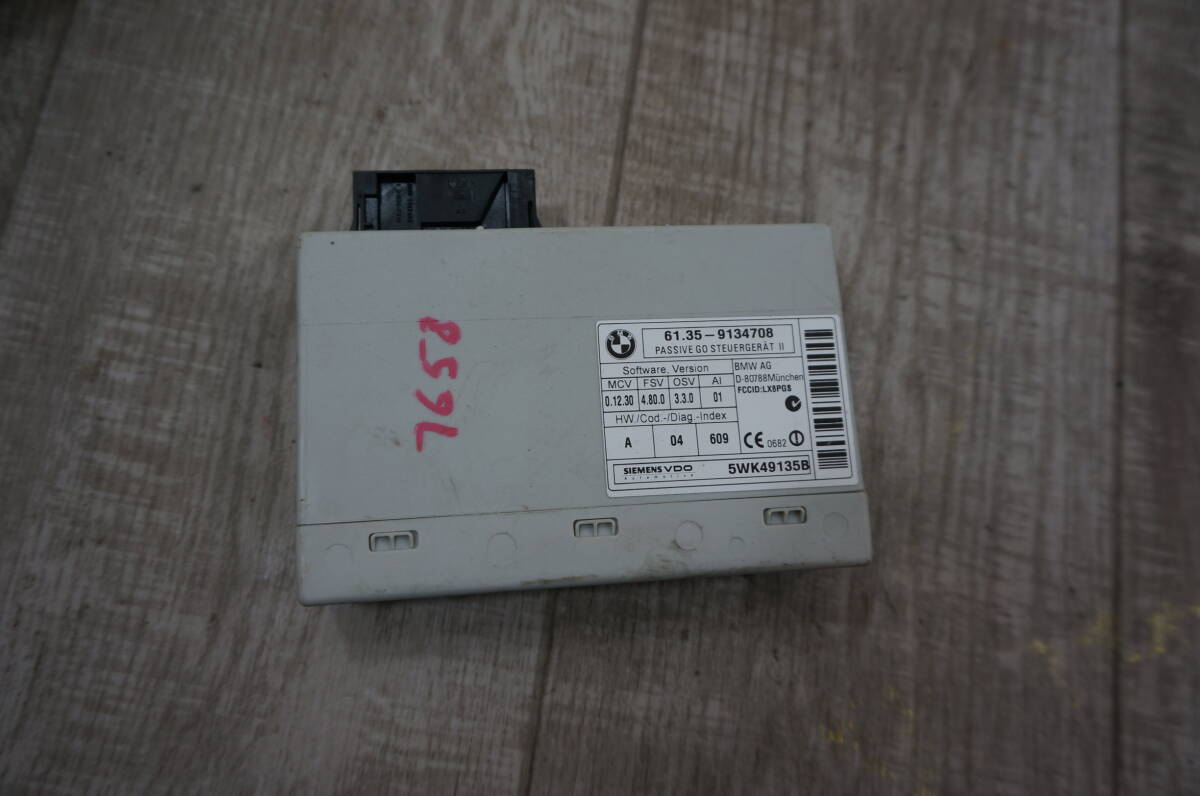 7658
61.35-9134708
PASSIVE GO STEUERGERÄT II
Software, Version
MCV FSV OSV AI
0.12.30 4.80.0 3.3.0 01
HW./Cod.-/Diag.-Index
A 04 609
BMW AG
D-80788München
FCCID:LX8PGS
CE 0682
SIEMENS VDO
Automotive
5WK49135B